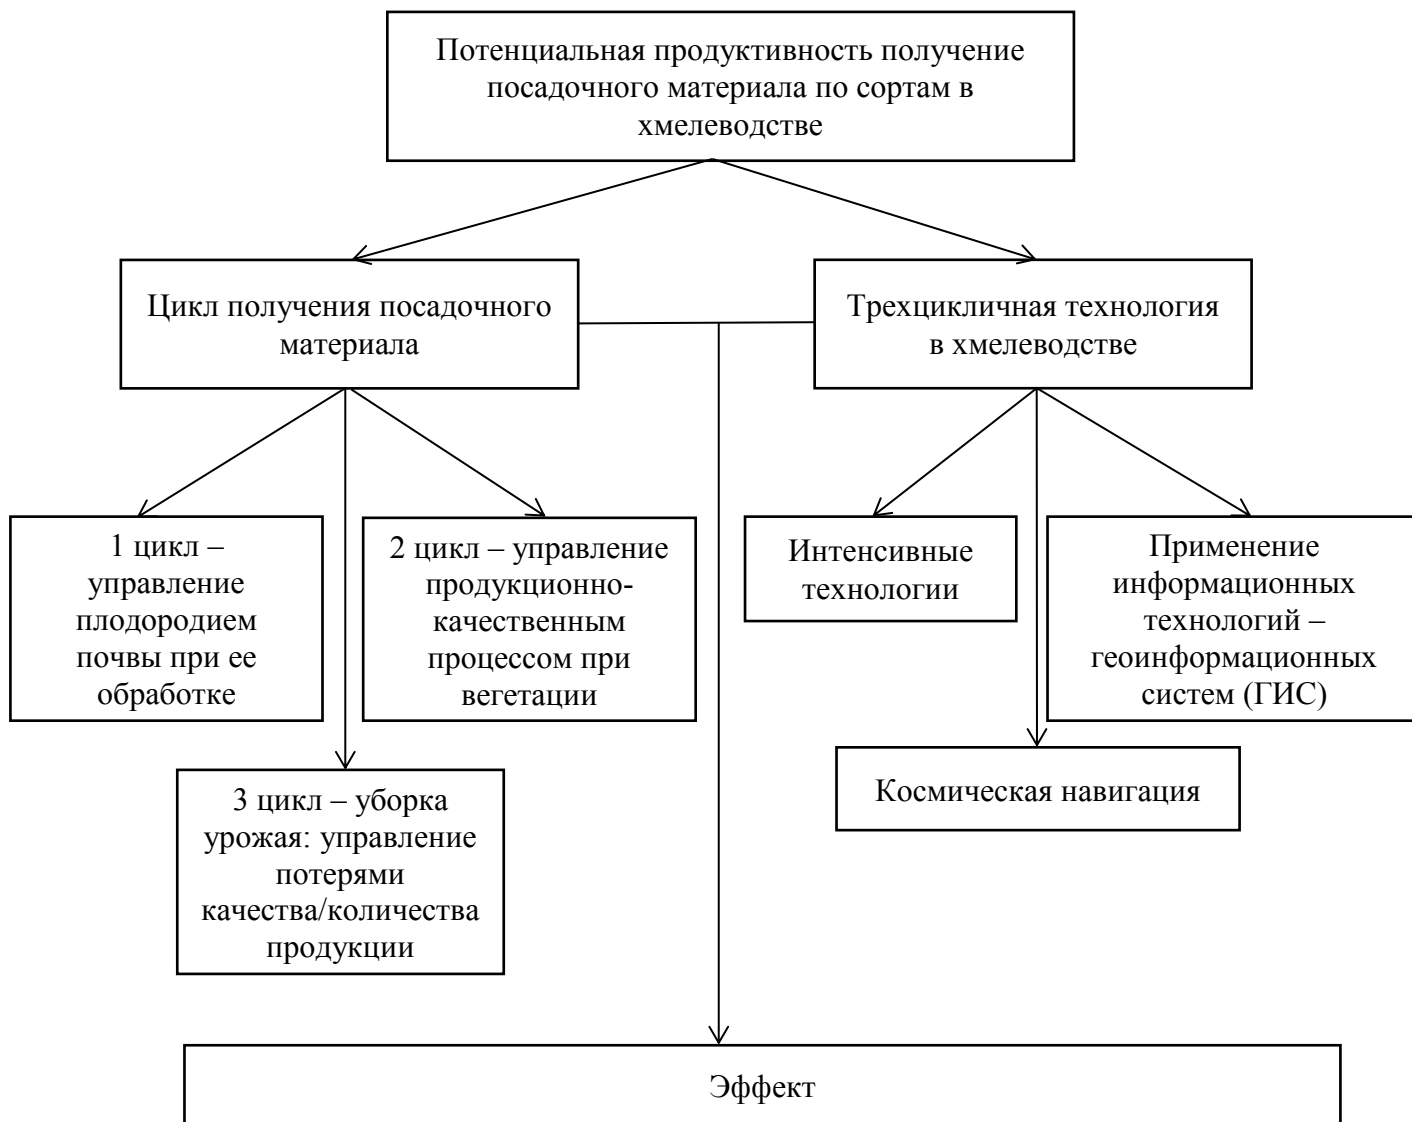 Потенциальная продуктивность получение
посадочного материала по сортам в
хмелеводстве
Цикл получения посадочного
материала
Трехцикличная технология
в хмелеводстве
1 цикл –
управление
плодородием
почвы при ее
обработке
2 цикл – управление
продукционно-
качественным
процессом при
вегетации
Интенсивные
технологии
Применение
информационных
технологий –
геоинформационных
систем (ГИС)
3 цикл – уборка
урожая: управление
потерями
качества/количества
продукции
Космическая навигация
Эффект